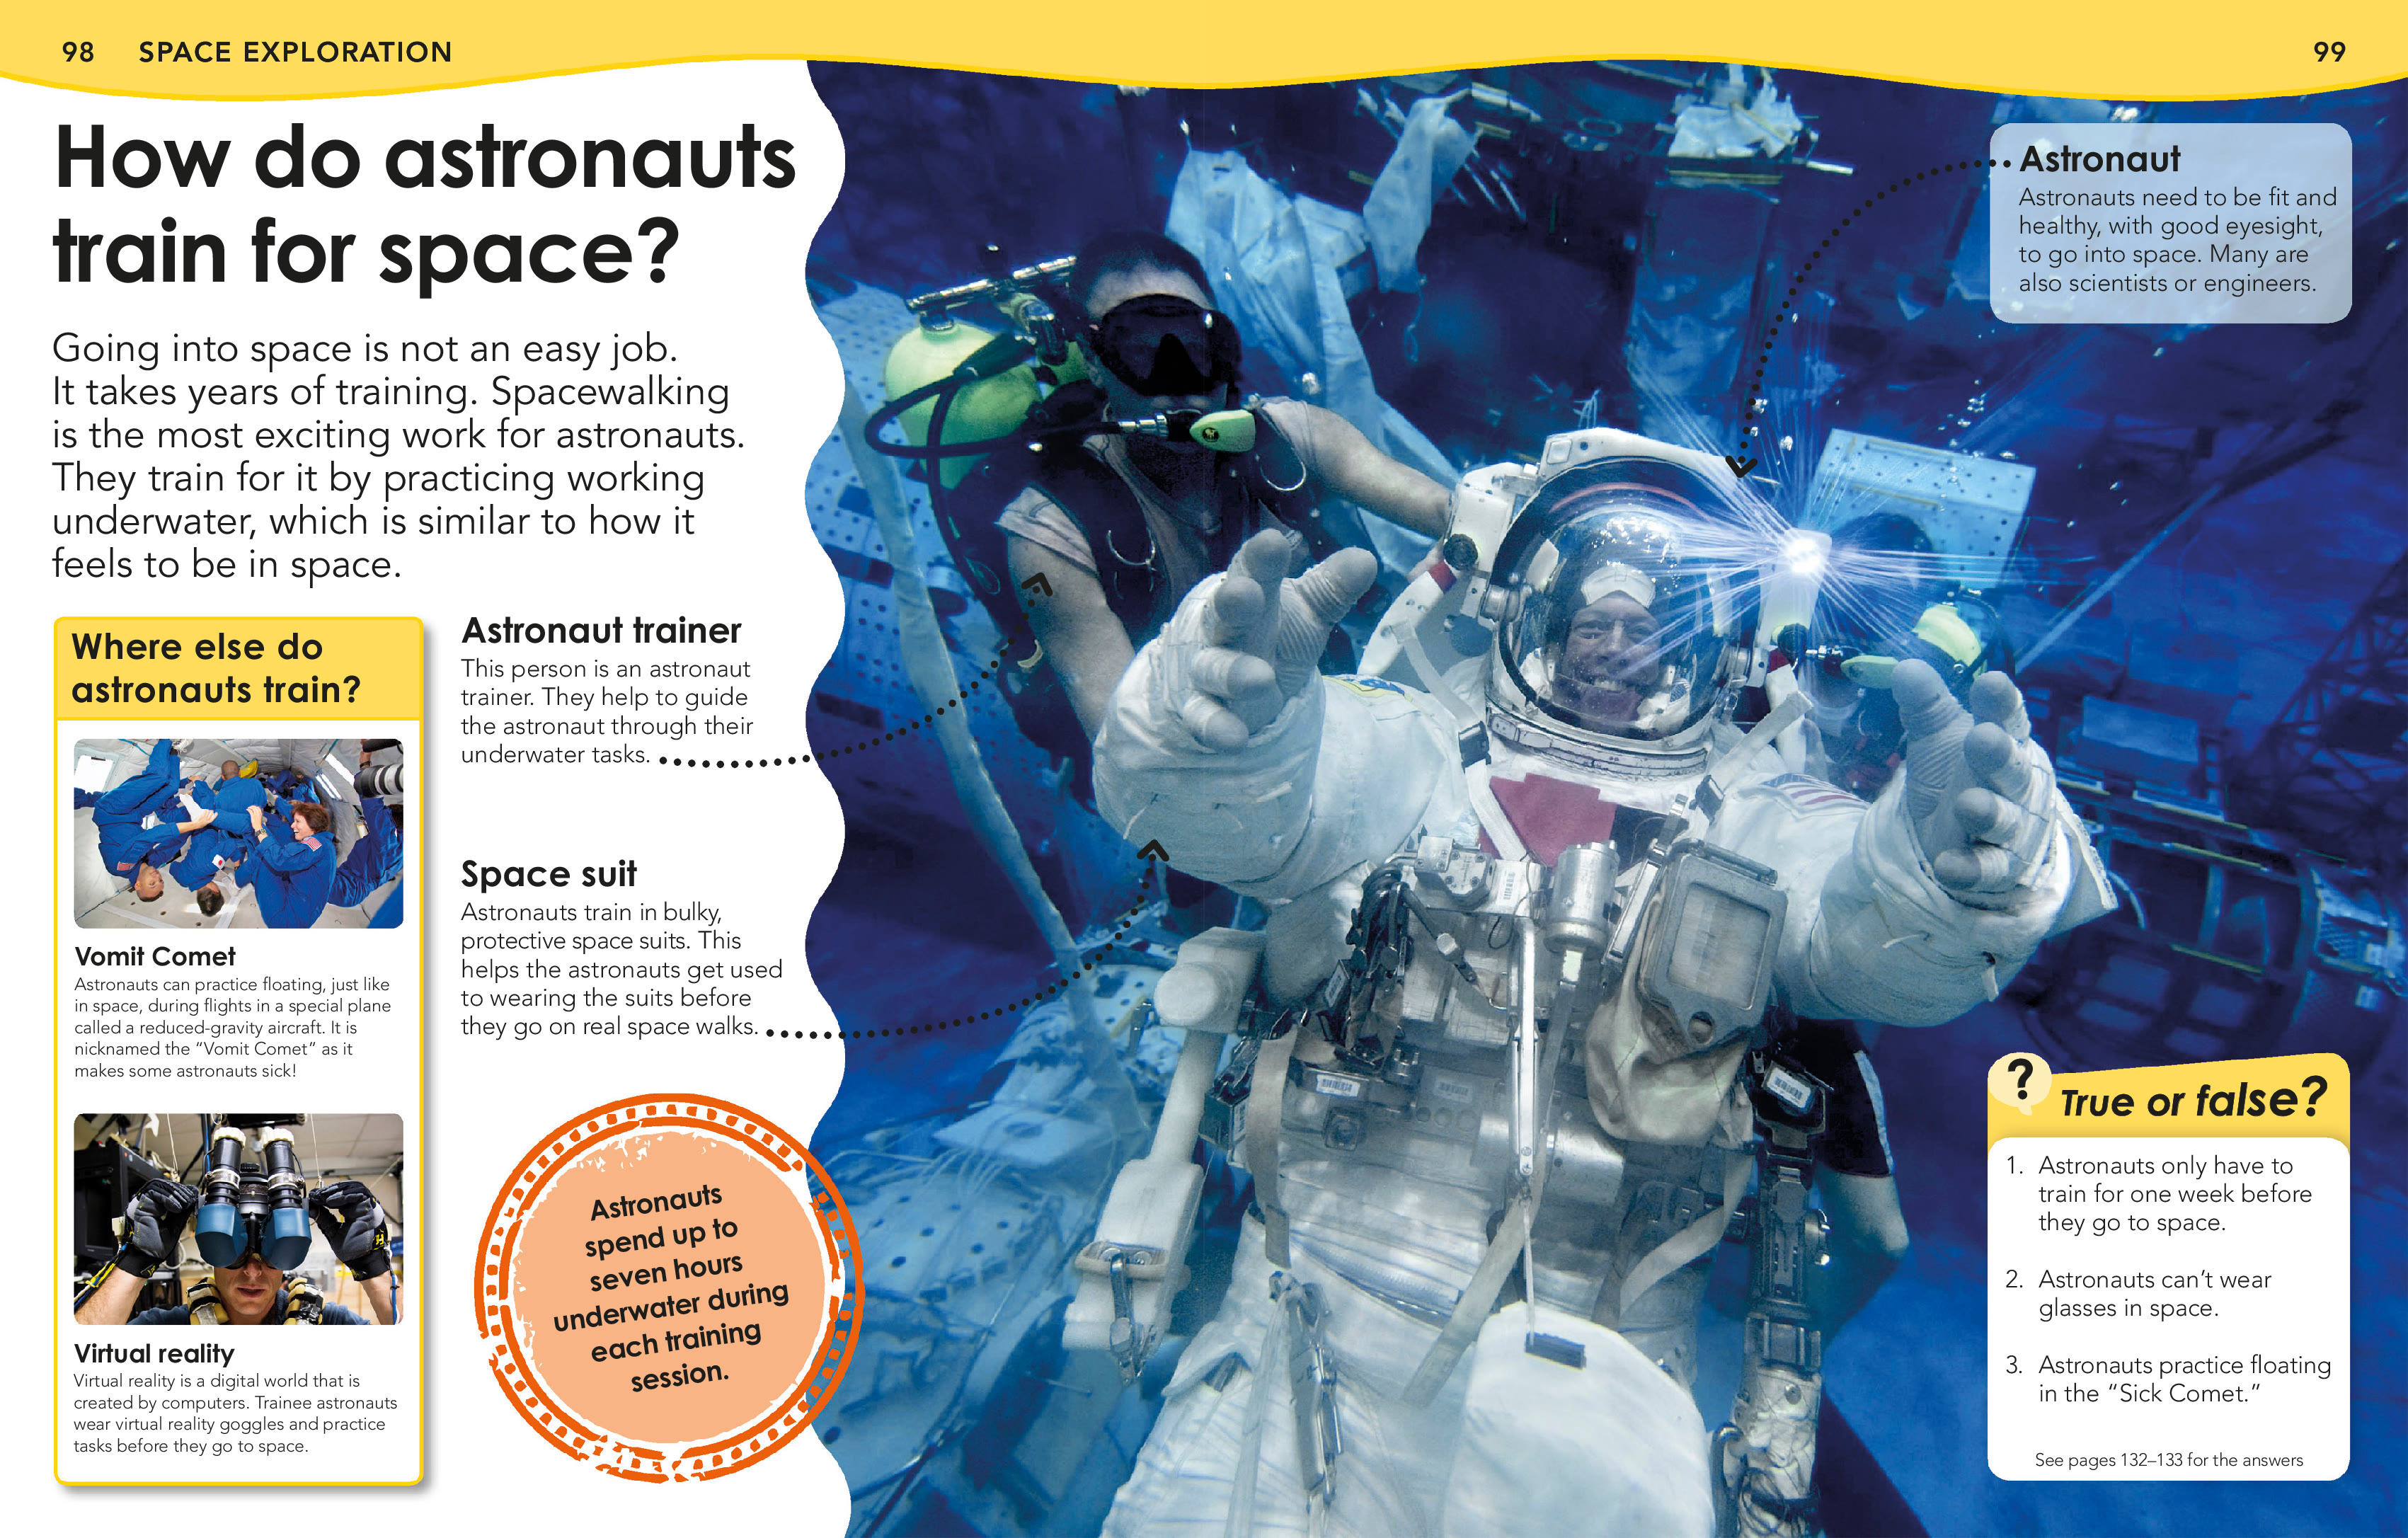 98 SPACE EXPLORATION
99
How do astronauts
train for space?
Going into space is not an easy job.
It takes years of training. Spacewalking
is the most exciting work for astronauts.
They train for it by practicing working
underwater, which is similar to how it
feels to be in space.
Where else do
astronauts train?
Vomit Comet
Astronauts can practice floating, just like
in space, during flights in a special plane
called a reduced-gravity aircraft. It is
nicknamed the “Vomit Comet” as it
makes some astronauts sick!
Virtual reality
Virtual reality is a digital world that is
created by computers. Trainee astronauts
wear virtual reality goggles and practice
tasks before they go to space.
Astronaut trainer
This person is an astronaut
trainer. They help to guide
the astronaut through their
underwater tasks.
Space suit
Astronauts train in bulky,
protective space suits. This
helps the astronauts get used
to wearing the suits before
they go on real space walks.
Astronauts
spend up to
seven hours
underwater during
each training
session.
Astronaut
Astronauts need to be fit and
healthy, with good eyesight,
to go into space. Many are
also scientists or engineers.
? True or false?
1. Astronauts only have to
train for one week before
they go to space.
2. Astronauts can’t wear
glasses in space.
3. Astronauts practice floating
in the “Sick Comet.”
See pages 132–133 for the answers